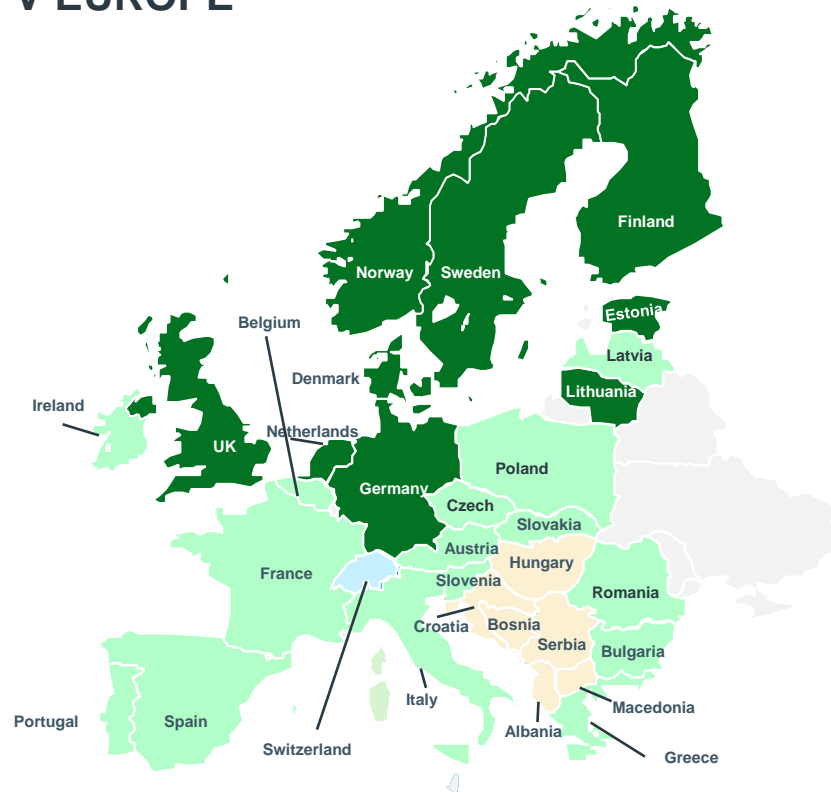 V EUROPE
Finland
Norway
Sweden
Estonia
Belgium
Latvia
Denmark
Lithuania
Ireland
Netherlands
UK
Poland
Germany
Czech
Slovakia
Austria
Hungary
France
Slovenia
Romania
Croatia
Bosnia
Serbia
Bulgaria
Italy
Macedonia
Portugal
Spain
Albania
Switzerland
Greece